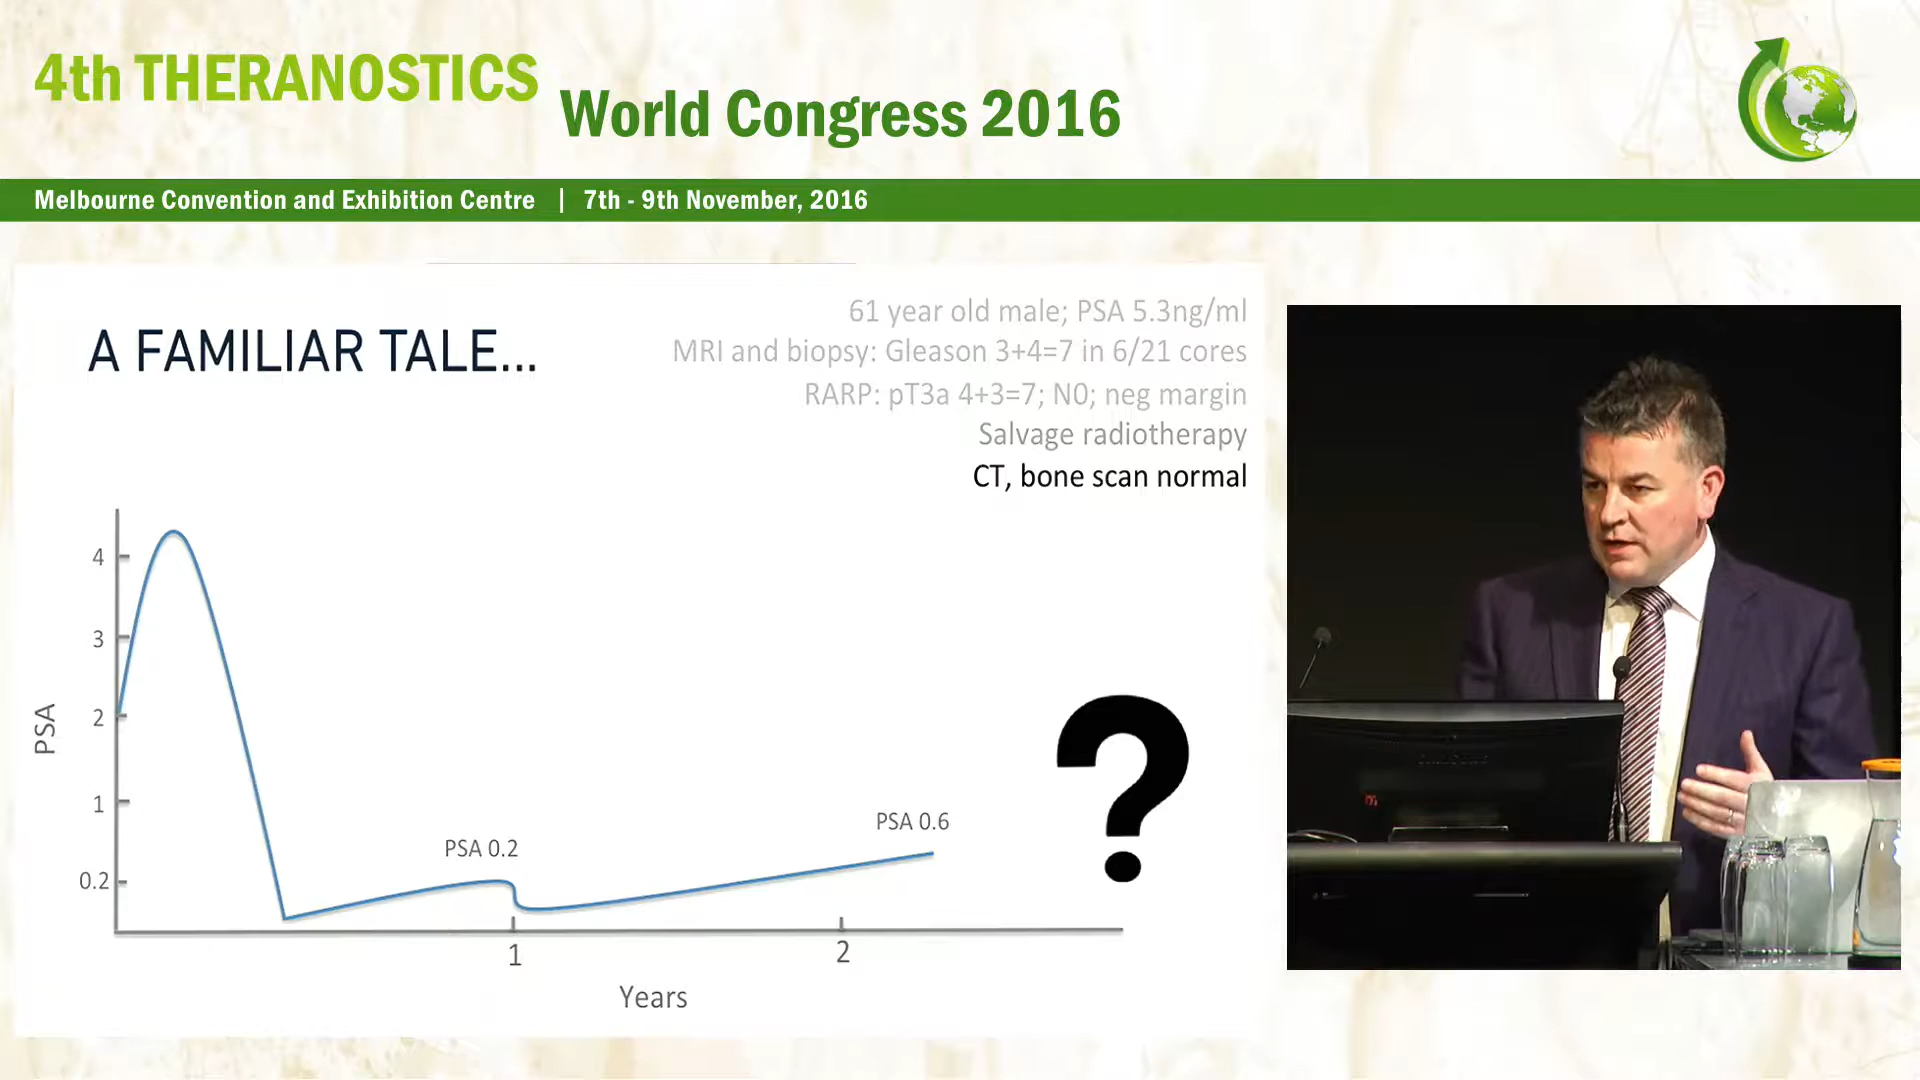 4th THERANOSTICS
World Congress 2016
Melbourne Convention and Exhibition Centre | 7th - 9th November, 2016
A FAMILIAR TALE...
61 year old male; PSA 5.3ng/ml
MRI and biopsy: Gleason 3+4=7 in 6/21 cores
RARP: pT3a 4+3=7; N0; neg margin
Salvage radiotherapy
CT, bone scan normal
4
3
2
1
0.2
PSA
PSA 0.2
PSA 0.6
?
1
2
Years